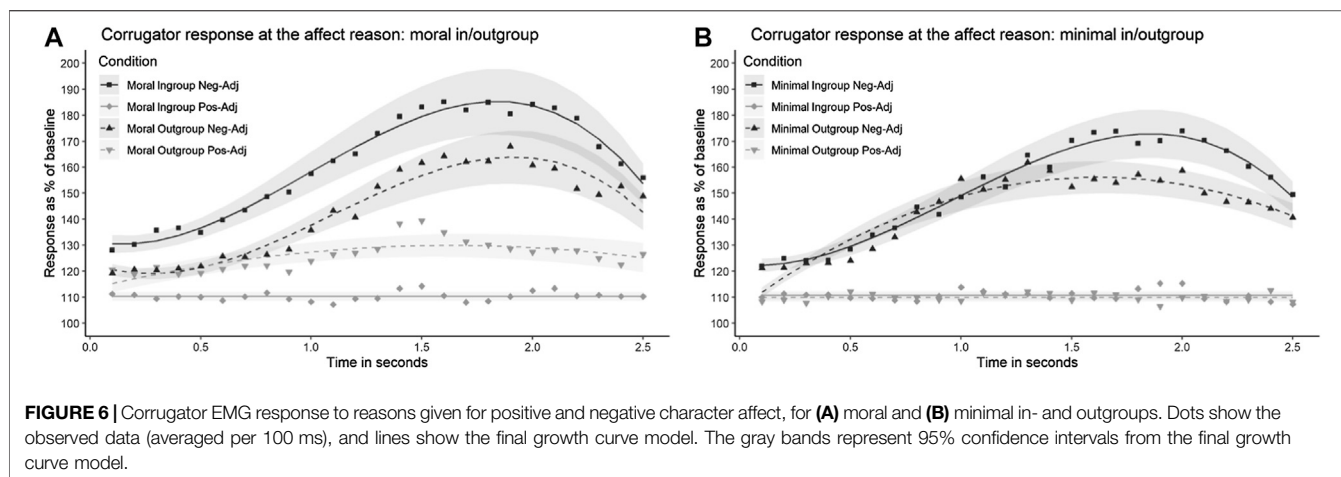 A Corrugator response at the affect reason: moral in/outgroup
Response as % of baseline
200
190
180
170
160
150
140
130
120
110
100
Condition
Moral Ingroup Neg-Adj
Moral Ingroup Pos-Adj
Moral Outgroup Neg-Adj
Moral Outgroup Pos-Adj
0.0 0.5 1.0 1.5 2.0 2.5
Time in seconds
B Corrugator response at the affect reason: minimal in/outgroup
Response as % of baseline
200
190
180
170
160
150
140
130
120
110
100
Condition
Minimal Ingroup Neg-Adj
Minimal Ingroup Pos-Adj
Minimal Outgroup Neg-Adj
Minimal Outgroup Pos-Adj
0.0 0.5 1.0 1.5 2.0 2.5
Time in seconds
FIGURE 6 | Corrugator EMG response to reasons given for positive and negative character affect, for (A) moral and (B) minimal in- and outgroups. Dots show the
observed data (averaged per 100 ms), and lines show the final growth curve model. The gray bands represent 95% confidence intervals from the final growth
curve model.